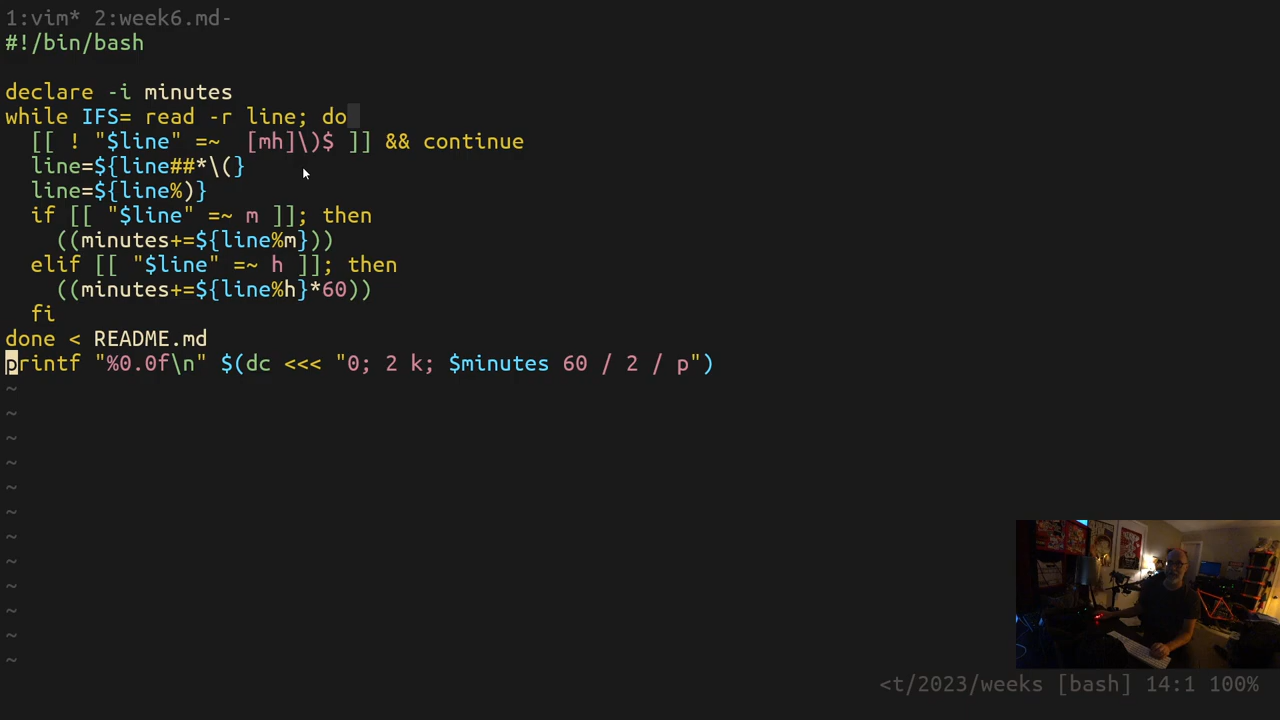 1:vim* 2:week6.md-
#!/bin/bash
declare -i minutes
while IFS= read -r line; do
[[ ! "$line" =~  [mh]\)$ ]] && continue
line=${line##*\(}
line=${line%)}
if [[ "$line" =~ m ]]; then
((minutes+=${line%m}))
elif [[ "$line" =~ h ]]; then
((minutes+=${line%h}*60))
fi
done < README.md
printf "%0.0f\n" $(dc <<< "0; 2 k; $minutes 60 / 2 / p")
~
~
~
~
~
~
~
~
~
~
~
~
<t/2023/weeks [bash] 14:1 100%